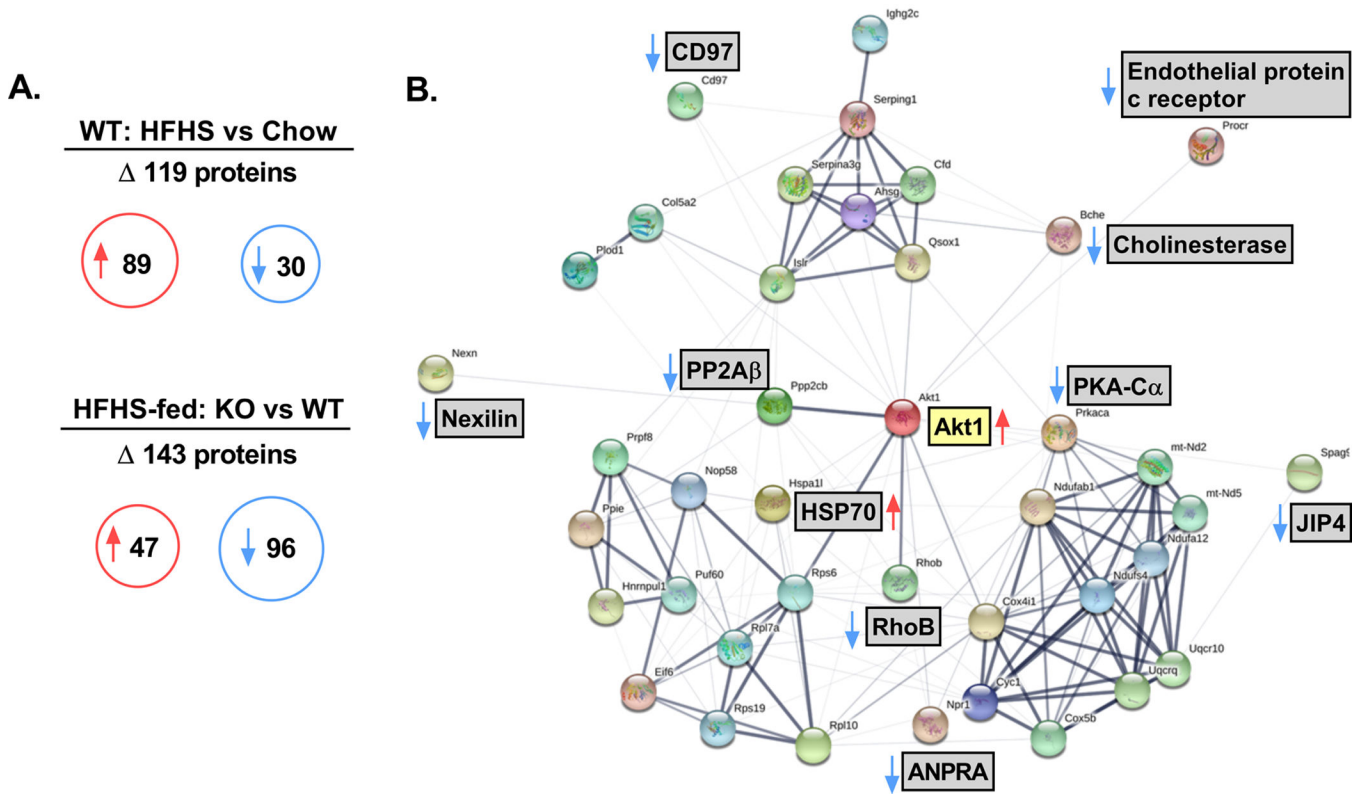 A.
WT: HFHS vs Chow
Δ 119 proteins
89
30
HFHS-fed: KO vs WT
Δ 143 proteins
47
96
B.
Ighg2c
CD97
Cd97
Endothelial protein
c receptor
Procr
Serping1
Serpina3g
Cfd
Ahsg
Col5a2
Bche
Cholinesterase
Qsox1
Plod1
Islr
Nexn
Nexilin
PP2Aβ
Ppp2cb
Akt1
Akt1
PKA-Cα
Prkaca
Prpf8
Nop58
Hspa1l
HSP70
mt-Nd2
Spag9
JIP4
Ndufab1
mt-Nd5
Ppie
Ndufa12
Hnrnpul1
Puf60
Rps6
Rhob
RhoB
Ndufs4
Cox4i1
Rpl7a
Eif6
Uqcr10
Uqcrq
Rps19
Rpl10
Npr1
Cyc1
Cox5b
ANPRA